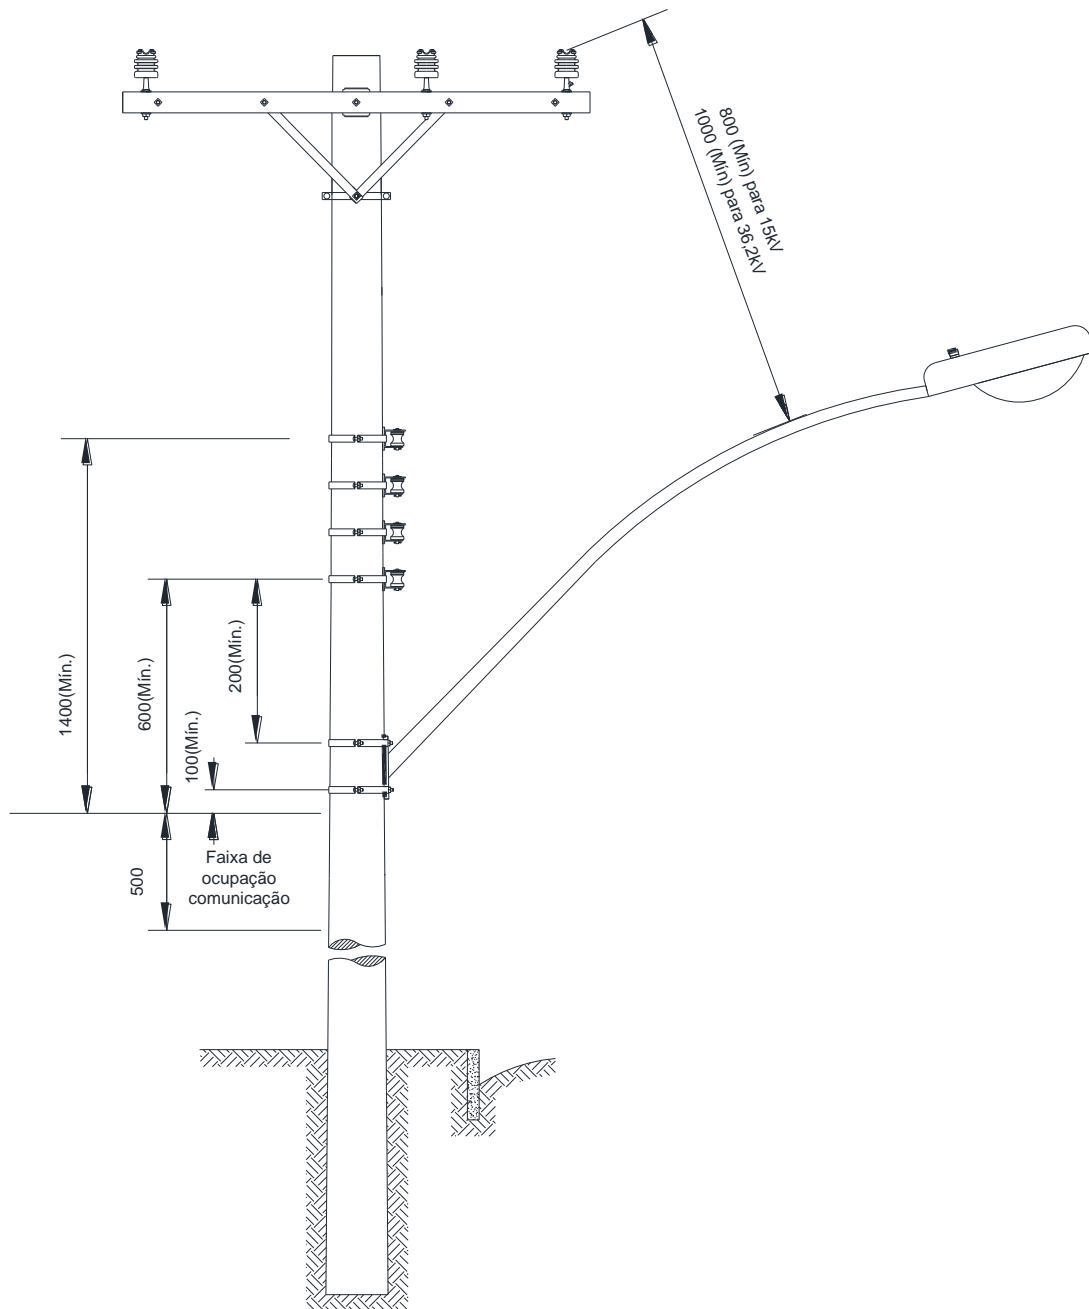 800 (Mín) para 15kV
1000 (Mín) para 36,2kV
1400(Mín.)
600(Mín.)
200(Mín.)
100(Mín.)
500
Faixa de
ocupação
comunicação